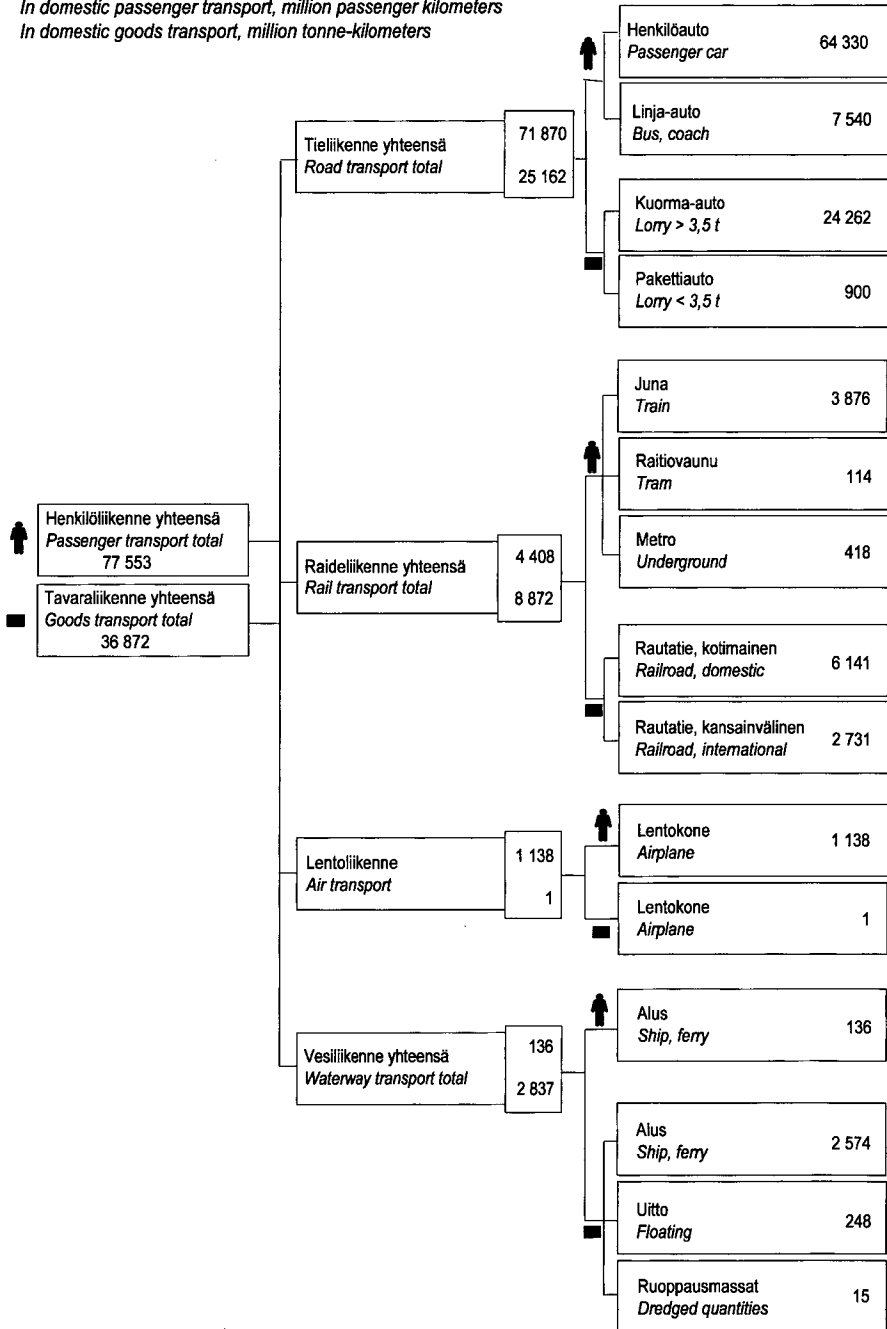 In domestic passenger transport, million passenger kilometers
In domestic goods transport, million tonne-kilometers
Henkilöauto
Passenger car
64 330
Linja-auto
Bus, coach
7 540
Tieliikenne yhteensä
Road transport total
71 870
25 162
Kuorma-auto
Lorry > 3,5 t
24 262
Pakettiauto
Lorry < 3,5 t
900
Juna
Train
3 876
Raitiovaunu
Tram
114
Metro
Underground
418
Henkilöliikenne yhteensä
Passenger transport total
77 553
Tavaraliikenne yhteensä
Goods transport total
36 872
Raideliikenne yhteensä
Rail transport total
4 408
8 872
Rautatie, kotimainen
Railroad, domestic
6 141
Rautatie, kansainvälinen
Railroad, international
2 731
Lentoliikenne
Air transport
1 138
1
Lentokone
Airplane
1 138
Lentokone
Airplane
1
Vesiliikenne yhteensä
Waterway transport total
136
2 837
Alus
Ship, ferry
136
Alus
Ship, ferry
2 574
Uitto
Floating
248
Ruoppausmassat
Dredged quantities
15